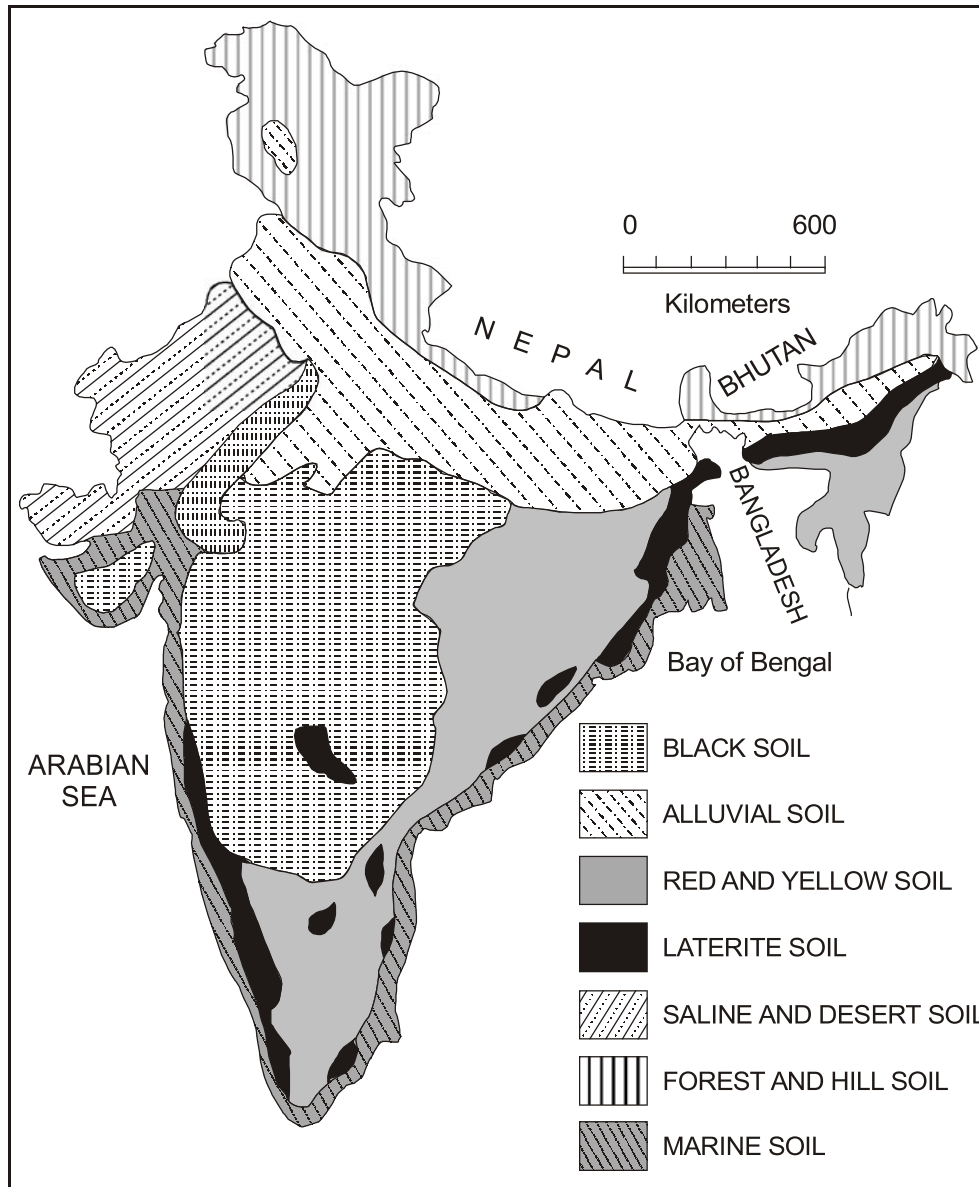 0 600
Kilometers
NEPAL
BHUTAN
BANGLADESH
Bay of Bengal
ARABIAN
SEA
BLACK SOIL
ALLUVIAL SOIL
RED AND YELLOW SOIL
LATERITE SOIL
SALINE AND DESERT SOIL
FOREST AND HILL SOIL
MARINE SOIL